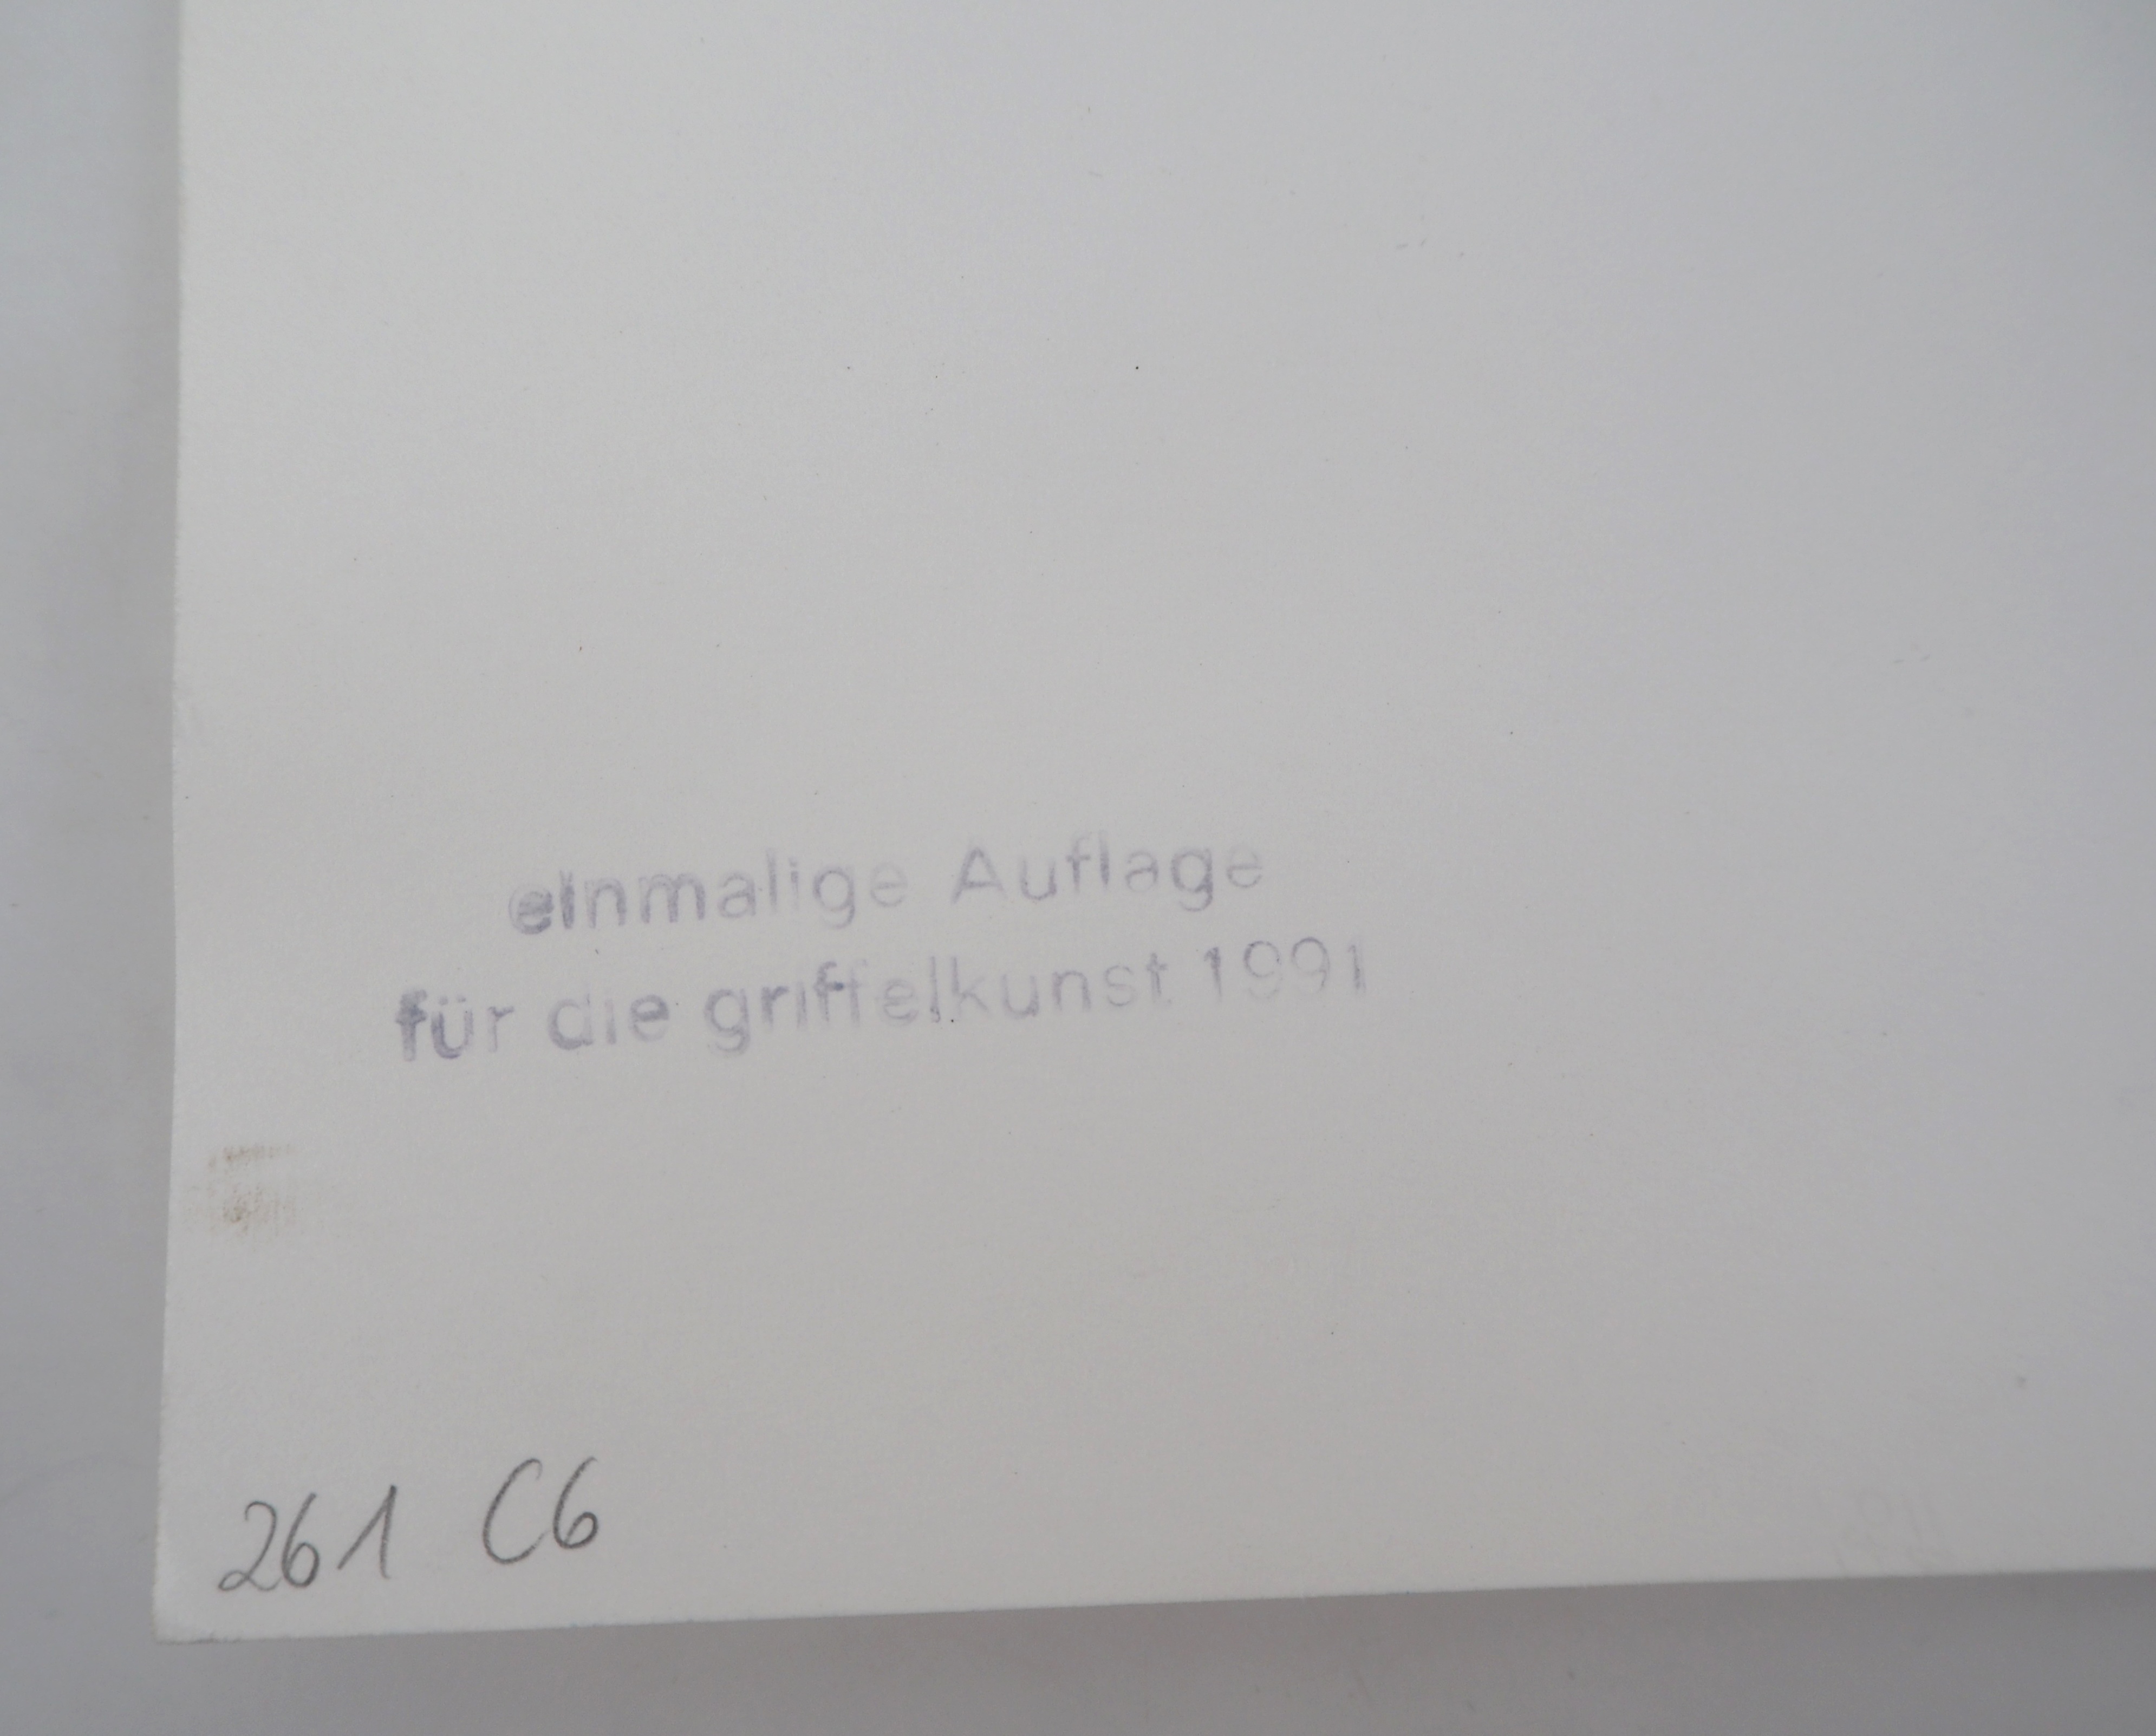 einmalige Auflage
für die griffelkunst 1991
261 C6